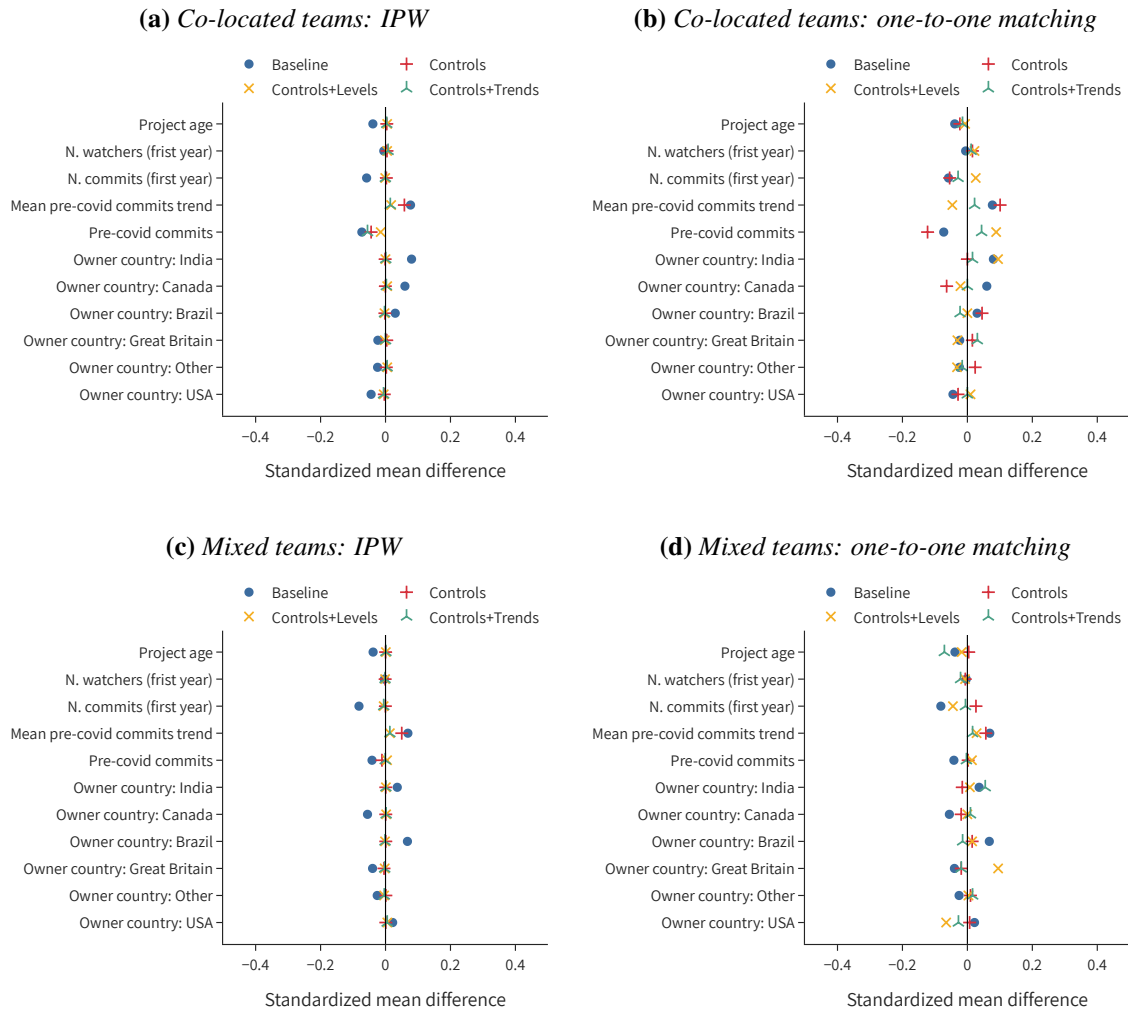 (a) Co-located teams: IPW
Baseline Controls
Controls+Levels Controls+Trends
Project age
N. watchers (frist year)
N. commits (first year)
Mean pre-covid commits trend
Pre-covid commits
Owner country: India
Owner country: Canada
Owner country: Brazil
Owner country: Great Britain
Owner country: Other
Owner country: USA
−0.4 −0.2 0 0.2 0.4
Standardized mean difference
(b) Co-located teams: one-to-one matching
Baseline Controls
Controls+Levels Controls+Trends
Project age
N. watchers (frist year)
N. commits (first year)
Mean pre-covid commits trend
Pre-covid commits
Owner country: India
Owner country: Canada
Owner country: Brazil
Owner country: Great Britain
Owner country: Other
Owner country: USA
−0.4 −0.2 0 0.2 0.4
Standardized mean difference
(c) Mixed teams: IPW
Baseline Controls
Controls+Levels Controls+Trends
Project age
N. watchers (frist year)
N. commits (first year)
Mean pre-covid commits trend
Pre-covid commits
Owner country: India
Owner country: Canada
Owner country: Brazil
Owner country: Great Britain
Owner country: Other
Owner country: USA
−0.4 −0.2 0 0.2 0.4
Standardized mean difference
(d) Mixed teams: one-to-one matching
Baseline Controls
Controls+Levels Controls+Trends
Project age
N. watchers (frist year)
N. commits (first year)
Mean pre-covid commits trend
Pre-covid commits
Owner country: India
Owner country: Canada
Owner country: Brazil
Owner country: Great Britain
Owner country: Other
Owner country: USA
−0.4 −0.2 0 0.2 0.4
Standardized mean difference